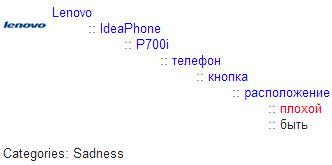 Lenovo
lenovo
:: IdeaPhone
:: P700i
:: телефон
:: кнопка
:: расположение
:: плохой
:: быть
Categories: Sadness